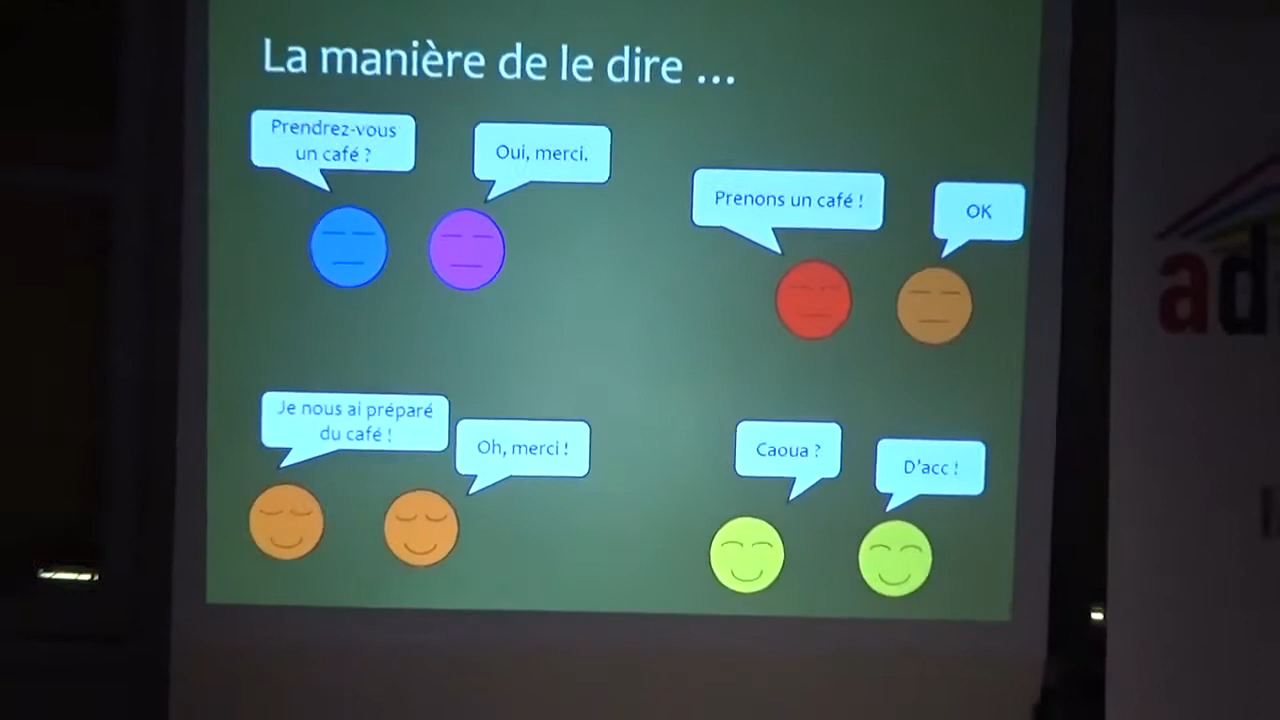 La manière de le dire ...
Prendrez-vous
un café ?
Oui, merci.
Prenons un café !
OK
Je nous ai préparé
du café !
Oh, merci !
Caoua ?
D'acc !
ad